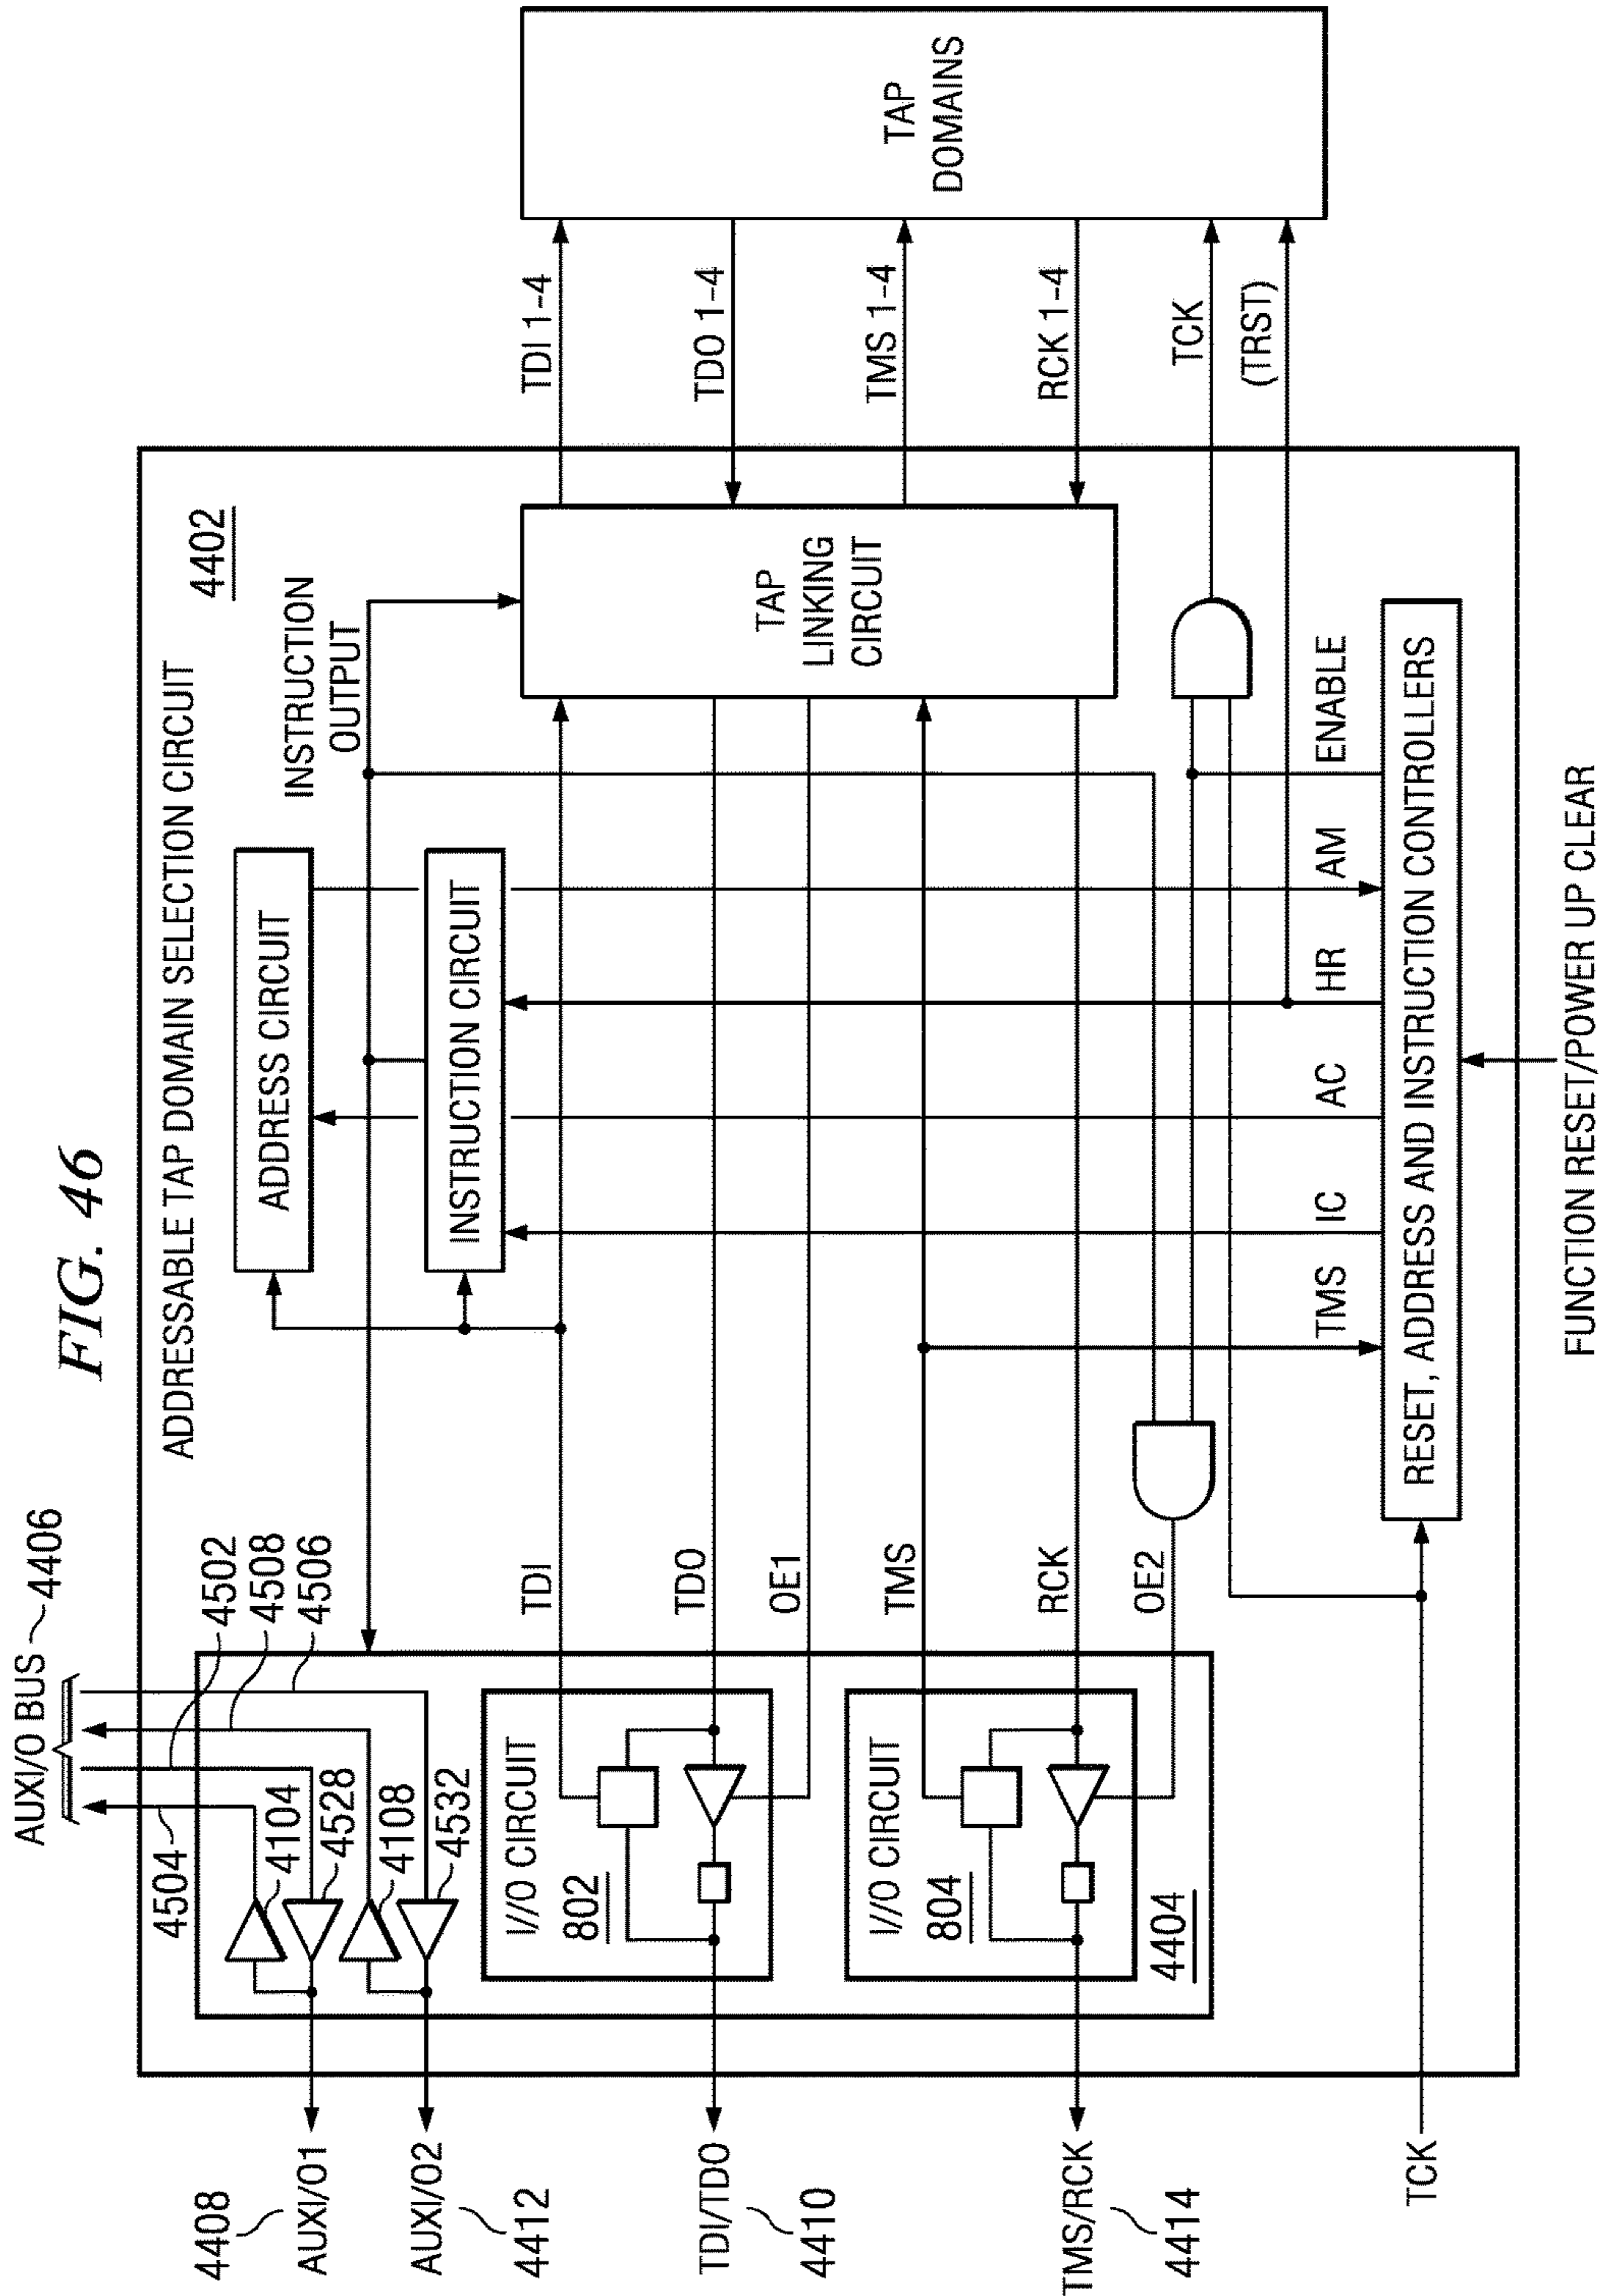 FIG. 46
AUXI/O BUS
4406
4504
4502
4508
4506
ADDRESSABLE TAP DOMAIN SELECTION CIRCUIT
4402
4408
AUXI/O1
4104
4528
4108
4532
AUXI/O2
4412
ADDRESS CIRCUIT
INSTRUCTION CIRCUIT
INSTRUCTION
OUTPUT
I//O CIRCUIT
802
TDI
TDO
OE1
TDI/TDO
4410
TAP
LINKING
CIRCUIT
TDI 1-4
TDO 1-4
TMS 1-4
RCK 1-4
TCK
(TRST)
TAP
DOMAINS
I//O CIRCUIT
804
4404
TMS
RCK
OE2
TMS/RCK
4414
TMS
IC
AC
HR
AM
ENABLE
TCK
RESET, ADDRESS AND INSTRUCTION CONTROLLERS
FUNCTION RESET/POWER UP CLEAR